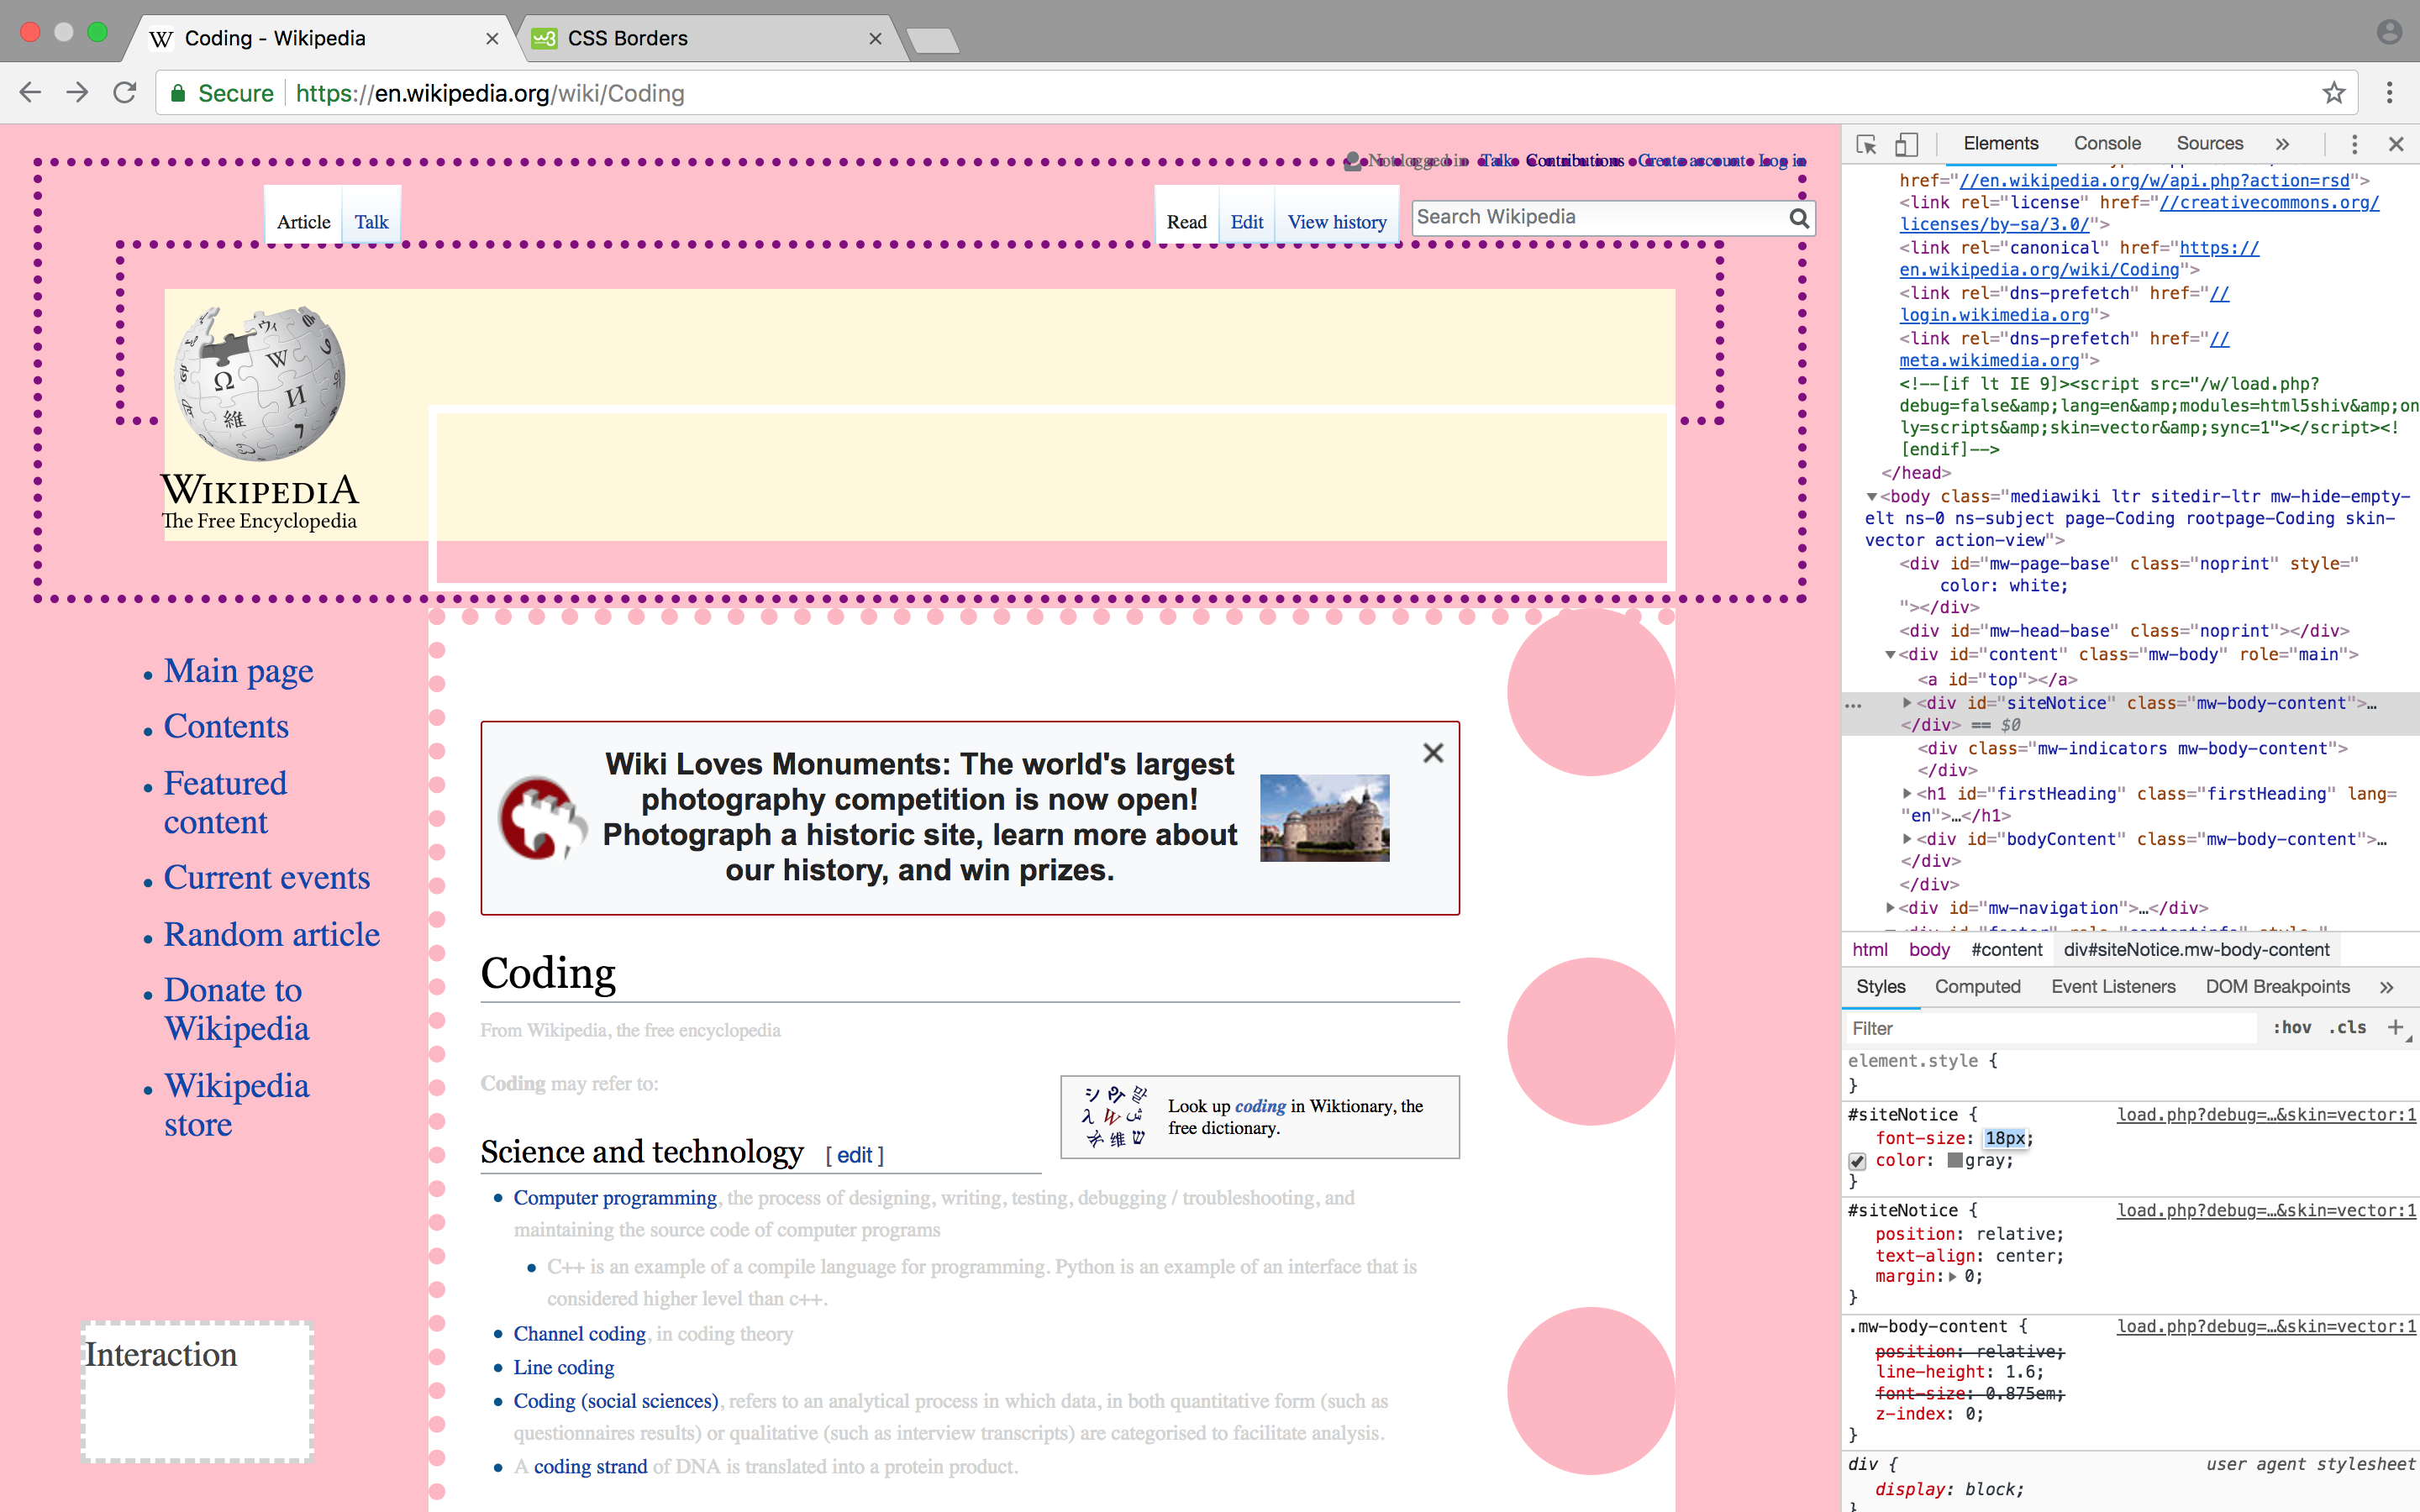 Coding - Wikipedia
CSS Borders
Secure https://en.wikipedia.org/wiki/Coding
Not logged in Talk Contributions Create account Log in
Article Talk
Read Edit View history Search Wikipedia
WIKIPEDIA
The Free Encyclopedia
Main page
Contents
Featured
content
Current events
Random article
Donate to
Wikipedia
Wikipedia
store
Interaction
Wiki Loves Monuments: The world's largest
photography competition is now open!
Photograph a historic site, learn more about
our history, and win prizes.
Coding
From Wikipedia, the free encyclopedia
Coding may refer to:
Look up coding in Wiktionary, the
free dictionary.
Science and technology [ edit ]
Computer programming, the process of designing, writing, testing, debugging / troubleshooting, and
maintaining the source code of computer programs
C++ is an example of a compile language for programming. Python is an example of an interface that is
considered higher level than c++.
Channel coding, in coding theory
Line coding
Coding (social sciences), refers to an analytical process in which data, in both quantitative form (such as
questionnaires results) or qualitative (such as interview transcripts) are categorised to facilitate analysis.
A coding strand of DNA is translated into a protein product.
Elements Console Sources »
href="//en.wikipedia.org/w/api.php?action=rsd">
<link rel="license" href="//creativecommons.org/
licenses/by-sa/3.0/">
<link rel="canonical" href="https://
en.wikipedia.org/wiki/Coding">
<link rel="dns-prefetch" href="//
login.wikimedia.org">
<link rel="dns-prefetch" href="//
meta.wikimedia.org">
<!--[if lt IE 9]><script src="/w/load.php?
debug=false&amp;lang=en&amp;modules=html5shiv&amp;on
ly=scripts&amp;skin=vector&amp;sync=1"></script><!
[endif]-->
</head>
<body class="mediawiki ltr sitedir-ltr mw-hide-empty-
elt ns-0 ns-subject page-Coding rootpage-Coding skin-
vector action-view">
<div id="mw-page-base" class="noprint" style="
color: white;
"></div>
<div id="mw-head-base" class="noprint"></div>
<div id="content" class="mw-body" role="main">
<a id="top"></a>
<div id="siteNotice" class="mw-body-content">…
</div> == $0
<div class="mw-indicators mw-body-content">
</div>
<h1 id="firstHeading" class="firstHeading" lang=
"en">…</h1>
<div id="bodyContent" class="mw-body-content">…
</div>
</div>
<div id="mw-navigation">…</div>
html body #content div#siteNotice.mw-body-content
Styles Computed Event Listeners DOM Breakpoints »
Filter :hov .cls +
element.style {
}
#siteNotice { load.php?debug=…&skin=vector:1
font-size: 18px;
color: gray;
}
#siteNotice { load.php?debug=…&skin=vector:1
position: relative;
text-align: center;
margin: 0;
}
.mw-body-content { load.php?debug=…&skin=vector:1
position: relative;
line-height: 1.6;
font-size: 0.875em;
z-index: 0;
}
div { user agent stylesheet
display: block;
}